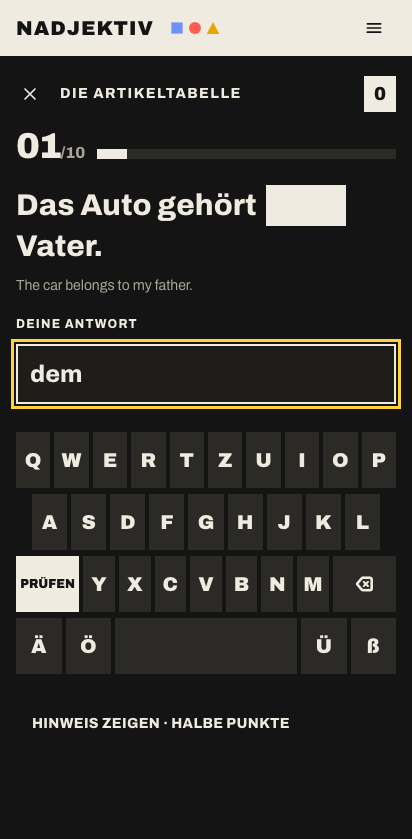 NADJEKTIV
DIE ARTIKELTABELLE
0
01/10
Das Auto gehört
Vater.
The car belongs to my father.
DEINE ANTWORT
dem
Q W E R T Z U I O P
A S D F G H J K L
PRÜFEN Y X C V B N M
Ä Ö Ü ß
HINWEIS ZEIGEN · HALBE PUNKTE